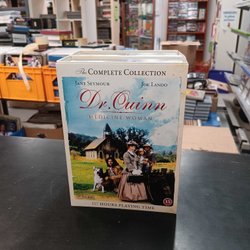 The COMPLETE COLLECTION
JANE SEYMOUR JOE LANDO
Dr. Quinn
MEDICINE WOMAN
HOURS PLAYING TIME